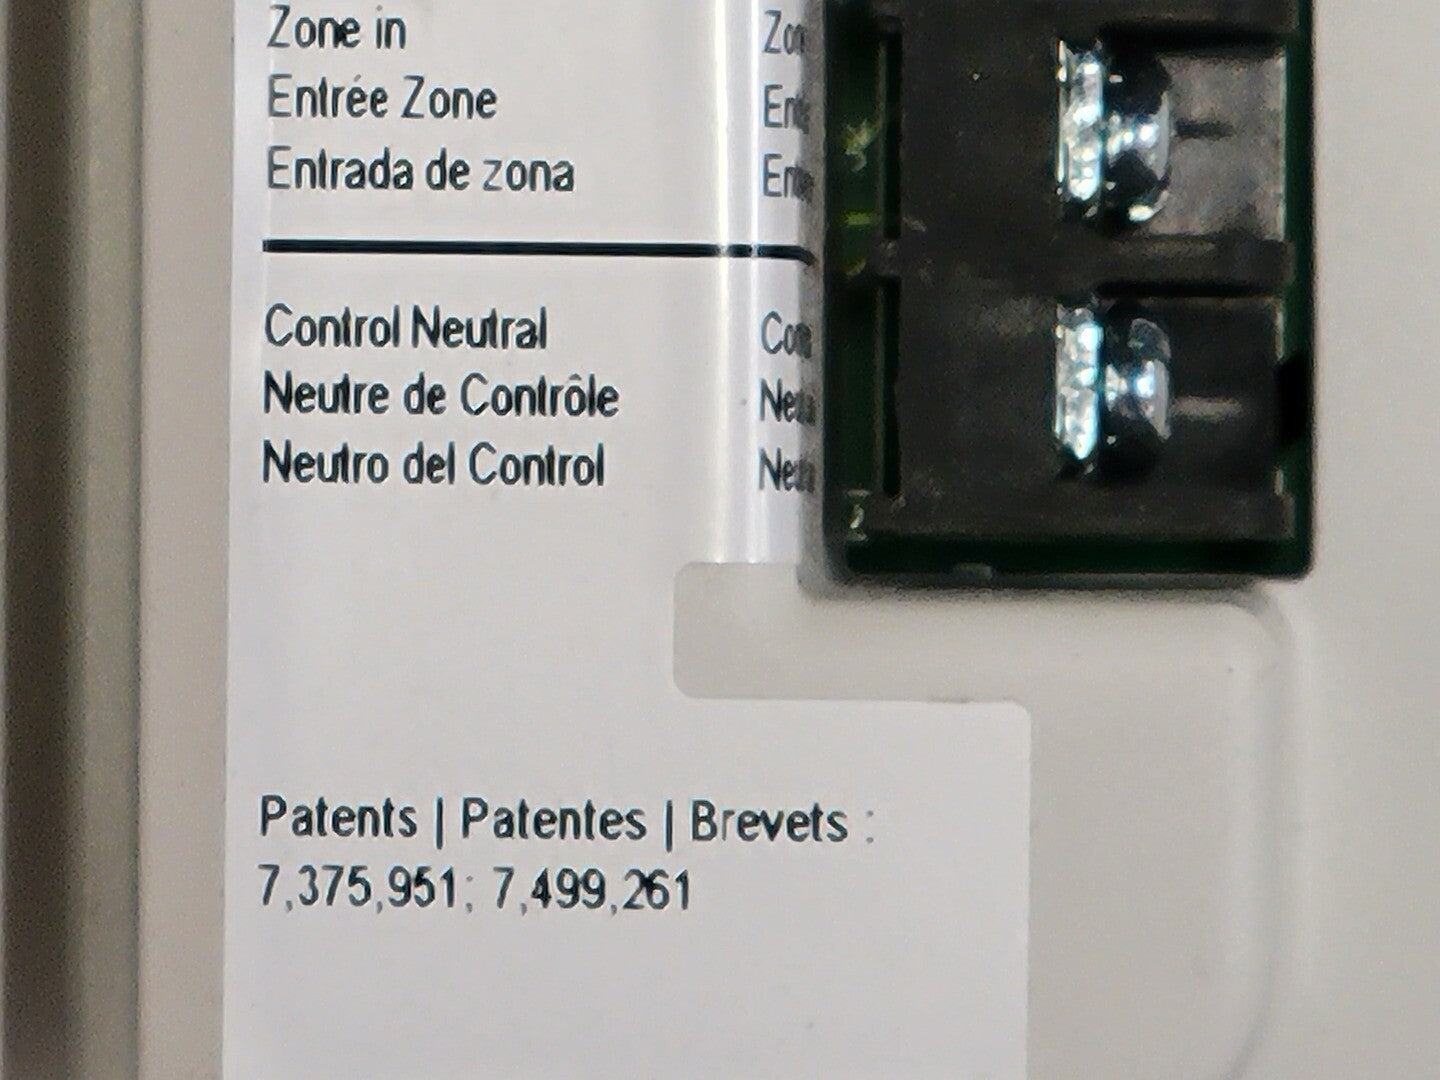 Zone in
Entrée Zone
Entrada de zona
Control Neutral
Neutre de Contrôle
Neutro del Control
Patents | Patentes | Brevets :
7,375,951; 7,499,261